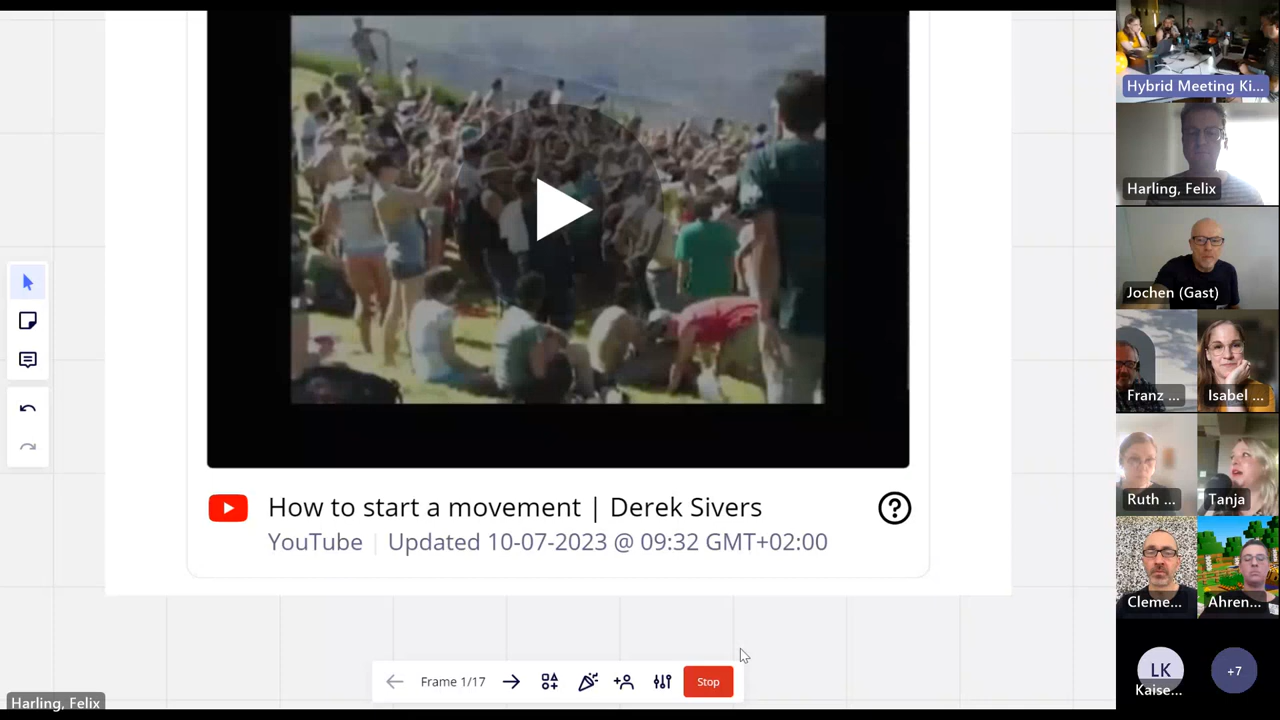 How to start a movement | Derek Sivers
YouTube | Updated 10-07-2023 @ 09:32 GMT+02:00
Frame 1/17
Stop
Harling, Felix
Hybrid Meeting Ki...
Harling, Felix
Jochen (Gast)
Franz ...
Isabel ...
Ruth ...
Tanja
Cleme...
Ahren...
LK
Kaise...
+7